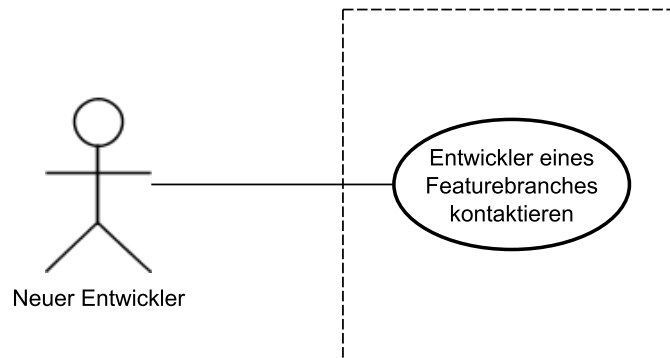 Entwickler eines
Featurebranches
kontaktieren
Neuer Entwickler